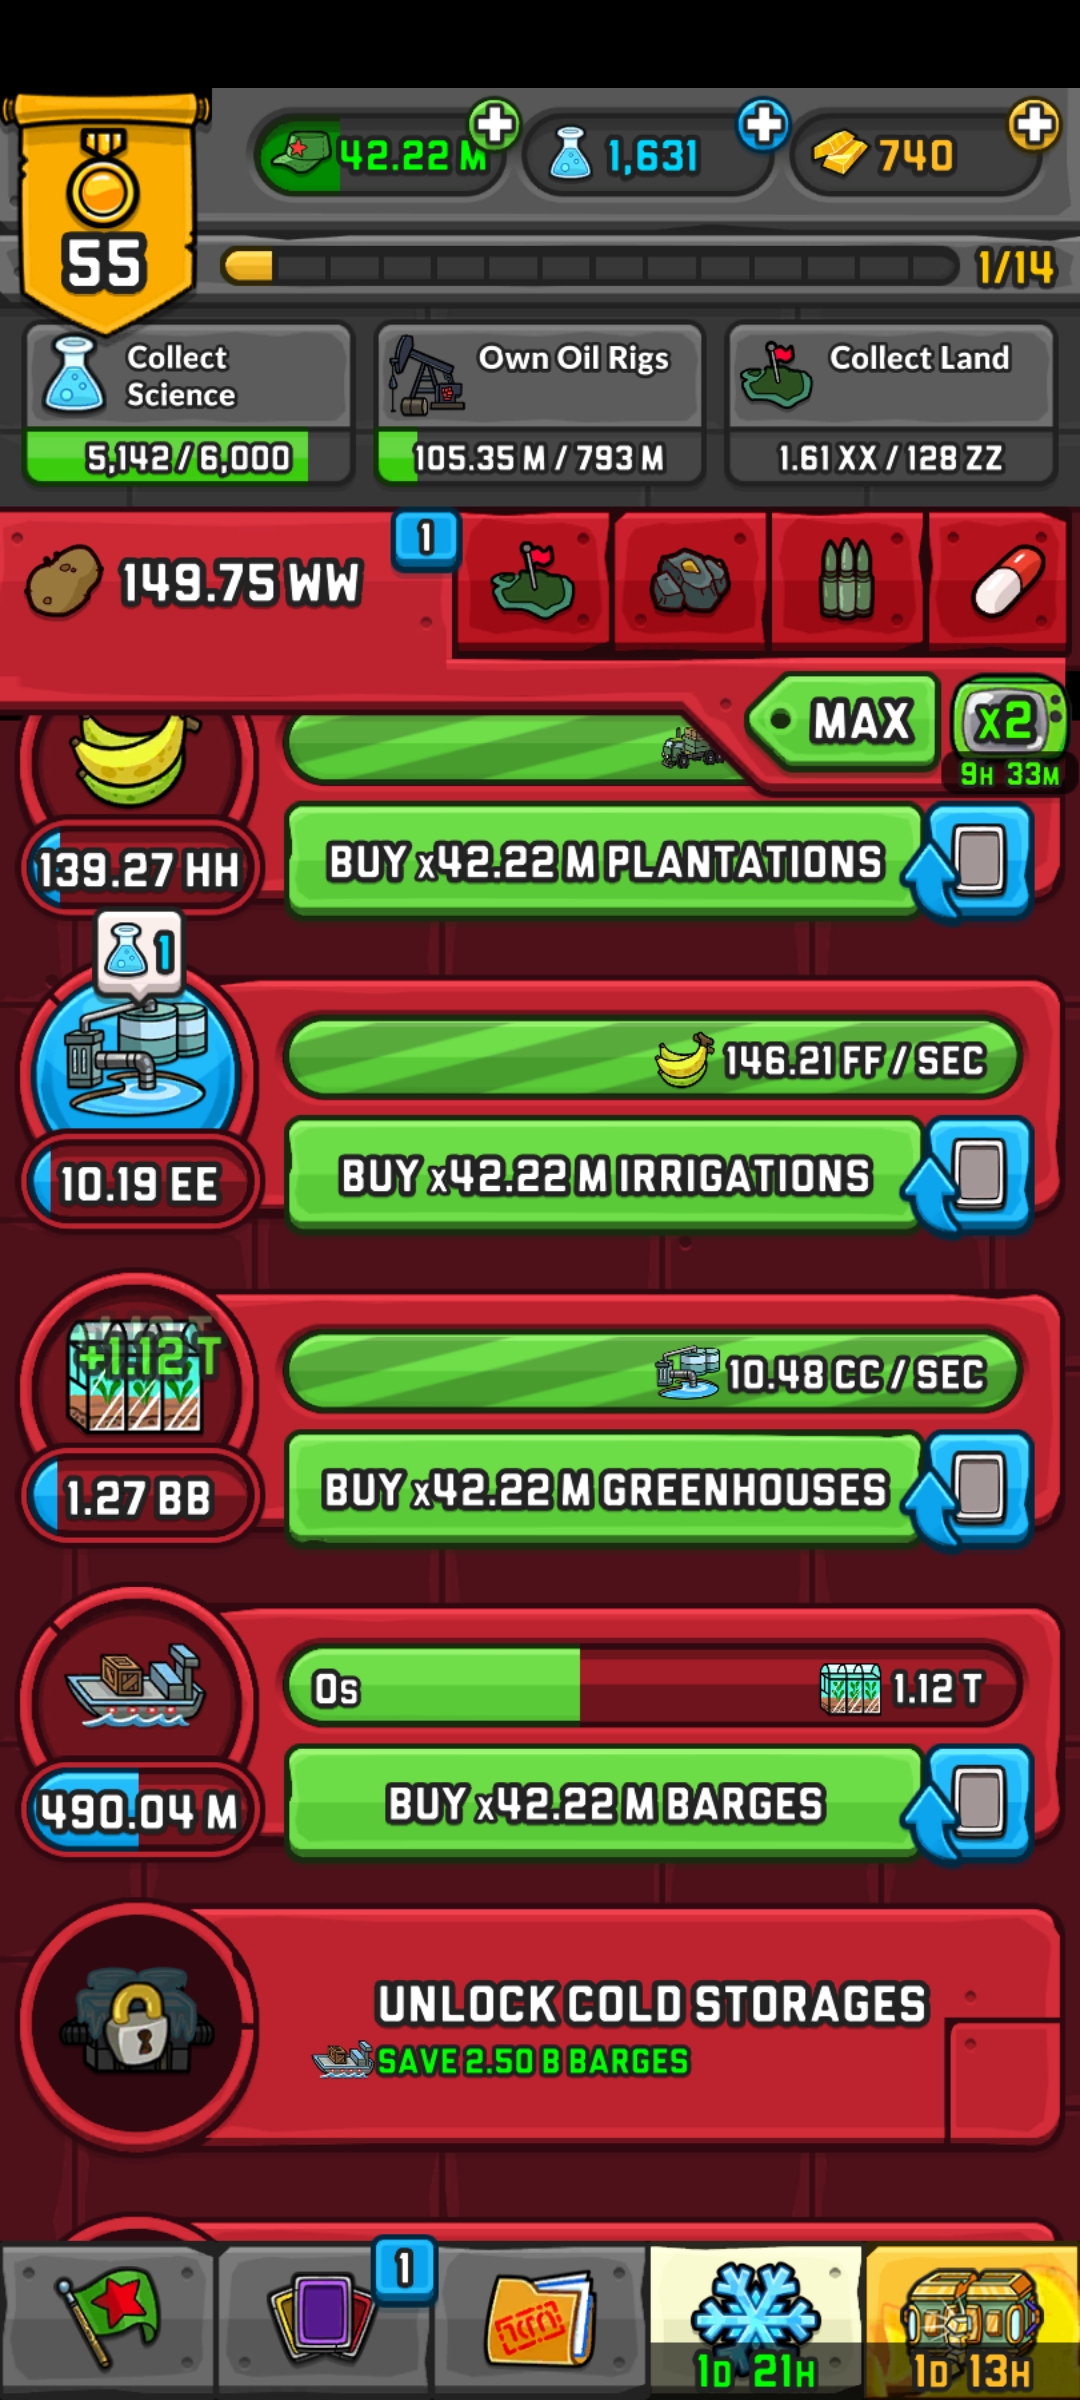 42.22 M
1,631
740
55
1/14
Collect
Science
5,142 / 6,000
Own Oil Rigs
105.35 M / 793 M
Collect Land
1.61 XX / 128 ZZ
149.75 WW
1
MAX
x2
9H 33M
139.27 HH
BUY x42.22 M PLANTATIONS
1
146.21 FF / SEC
10.19 EE
BUY x42.22 M IRRIGATIONS
+1.12 T
10.48 CC / SEC
1.27 BB
BUY x42.22 M GREENHOUSES
0s
1.12 T
490.04 M
BUY x42.22 M BARGES
UNLOCK COLD STORAGES
SAVE 2.50 B BARGES
1
1D 21H
1D 13H